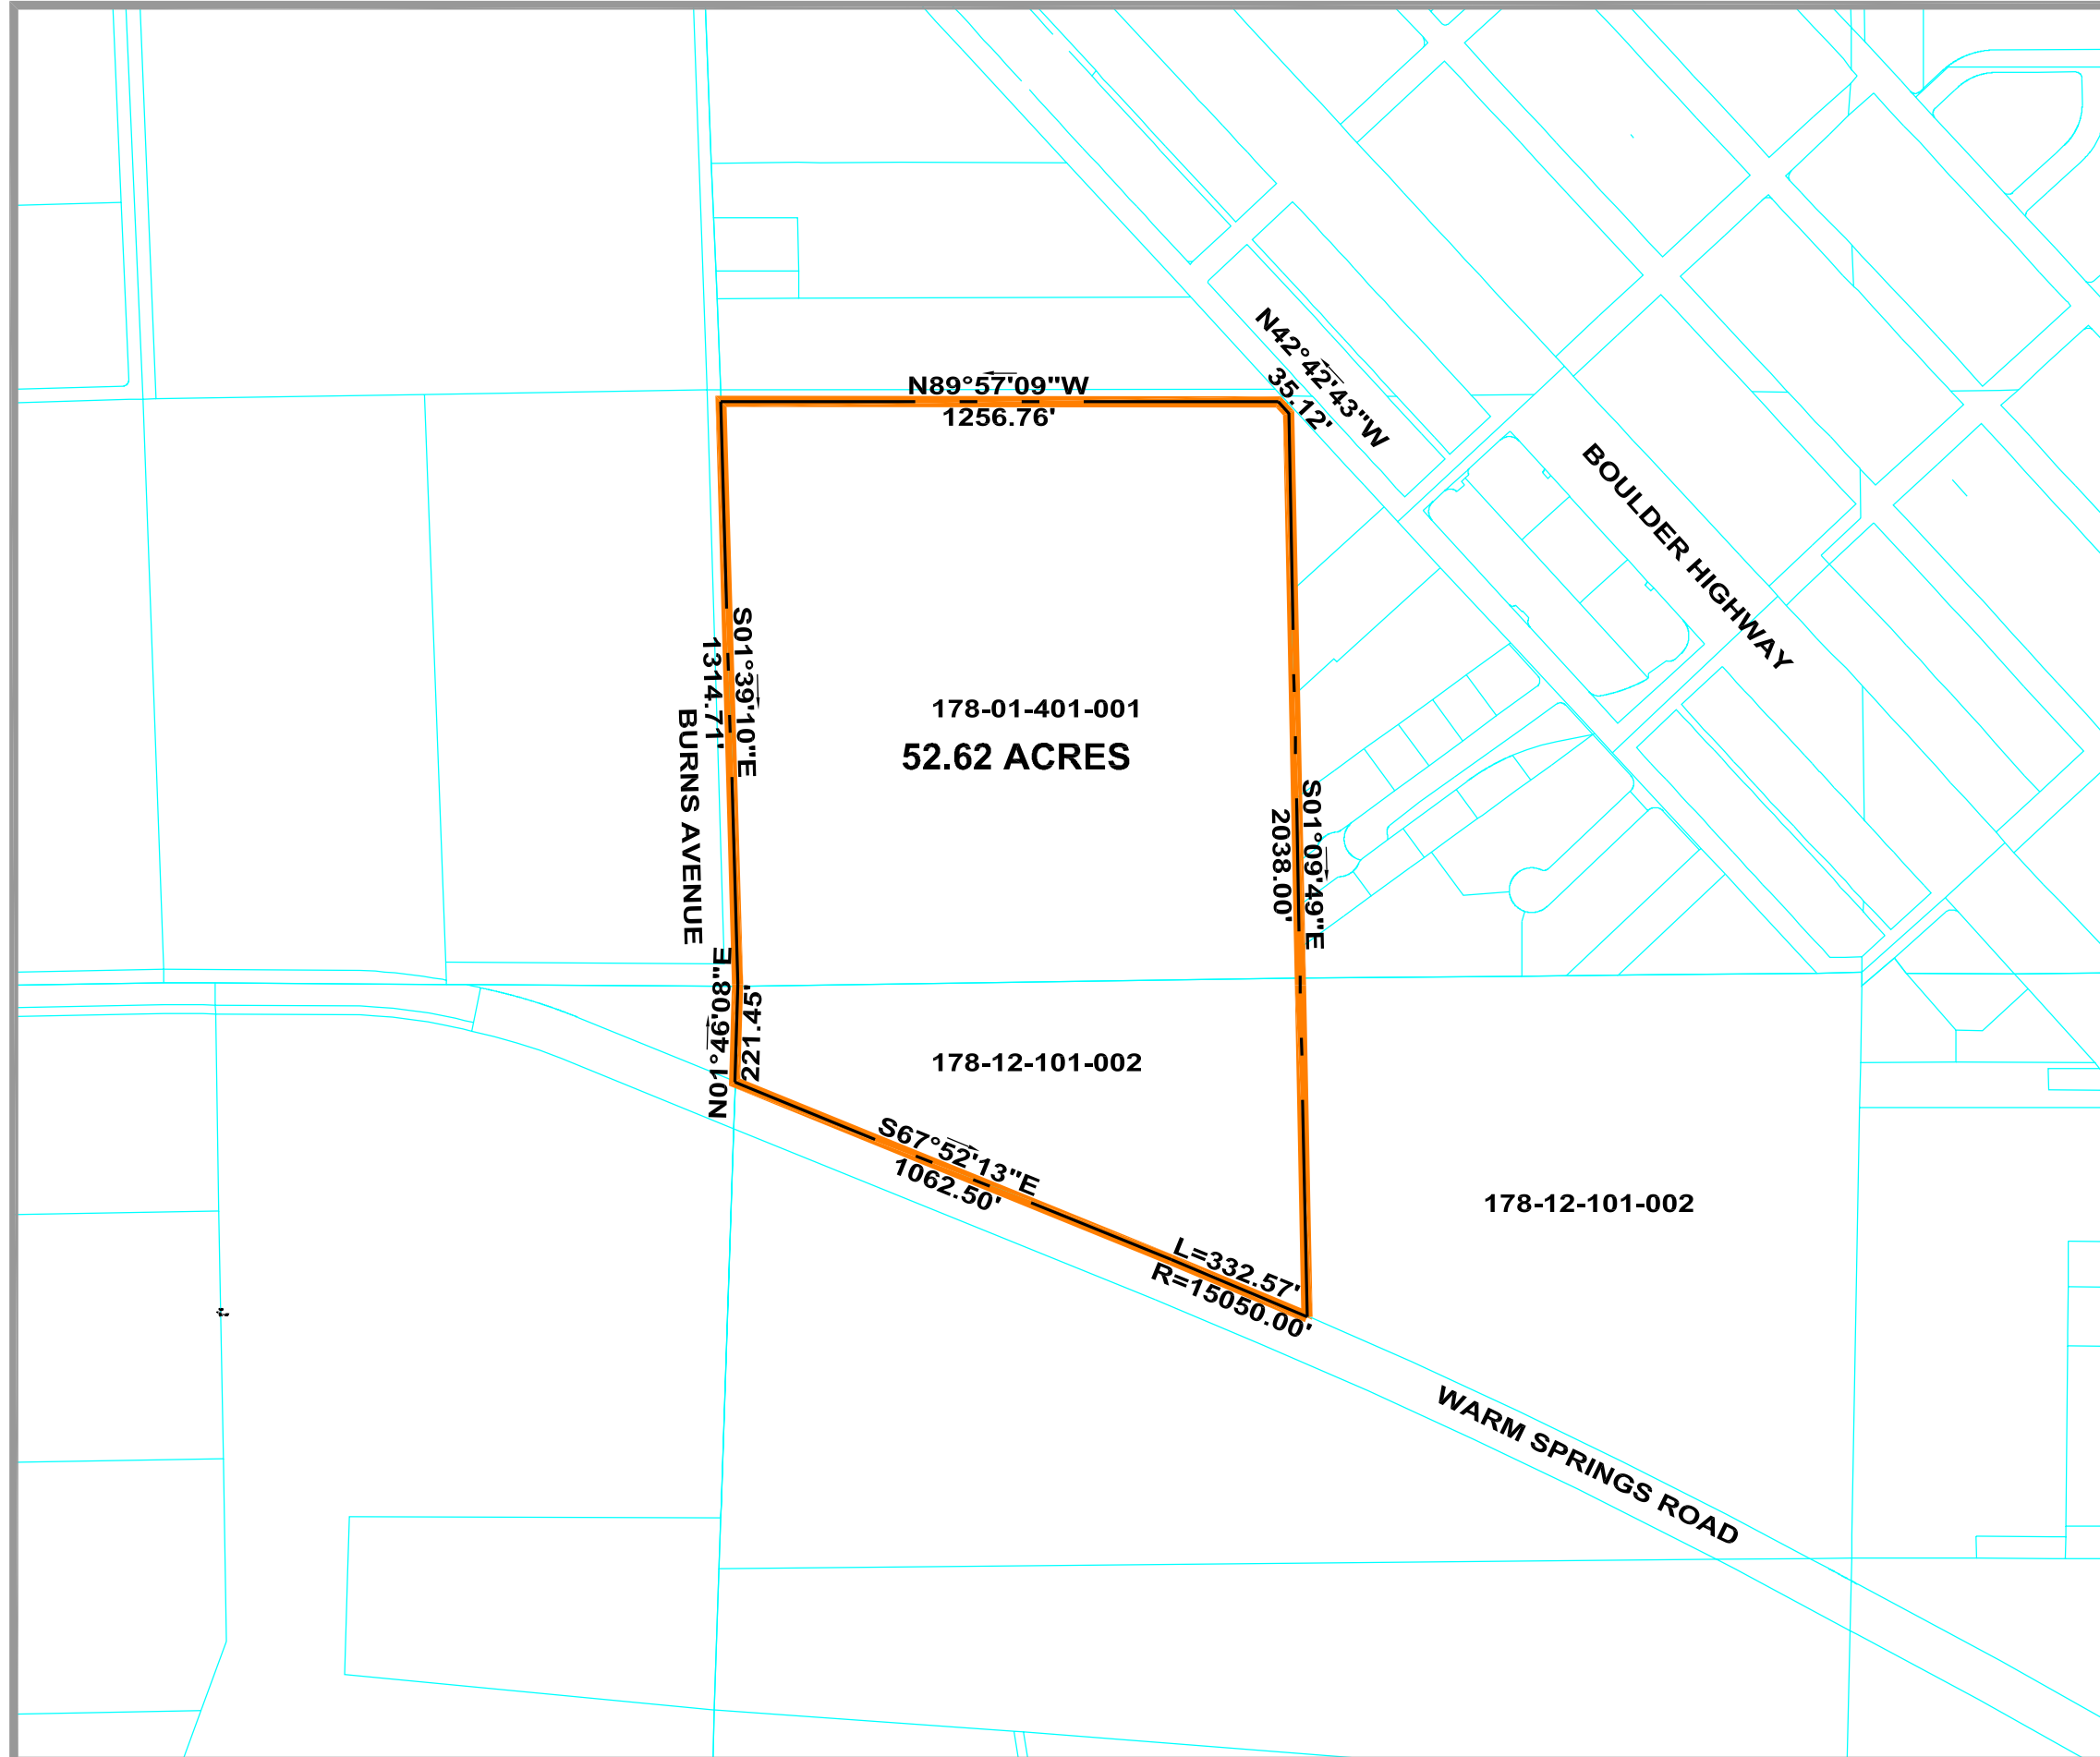 N42°42'43"W
35.12'
N89°57'09"W
1256.76'
BOULDER HIGHWAY
S01°39'10"E
1314.71'
BURNS AVENUE
178-01-401-001
52.62 ACRES
S01°09'49"E
2038.00'
N01°46'08"E
221.45'
178-12-101-002
S67°52'13"E
1062.50'
178-12-101-002
L=332.57'
R=15050.00'
WARM SPRINGS ROAD